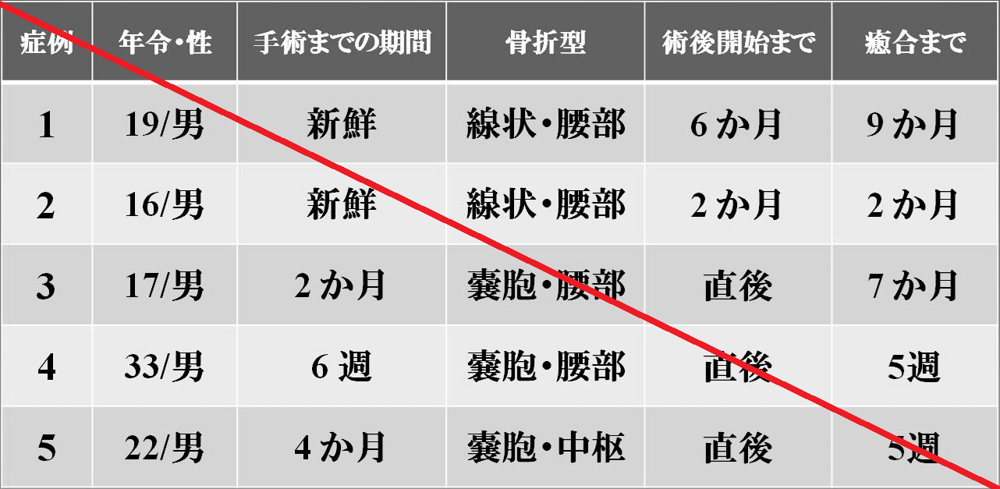 症例 年令・性 手術までの期間 骨折型 術後開始まで 癒合まで
1 19/男 新鮮 線状・腰部 6か月 9か月
2 16/男 新鮮 線状・腰部 2か月 2か月
3 17/男 2か月 嚢胞・腰部 直後 7か月
4 33/男 6週 嚢胞・腰部 直後 5週
5 22/男 4か月 嚢胞・中枢 直後 5週